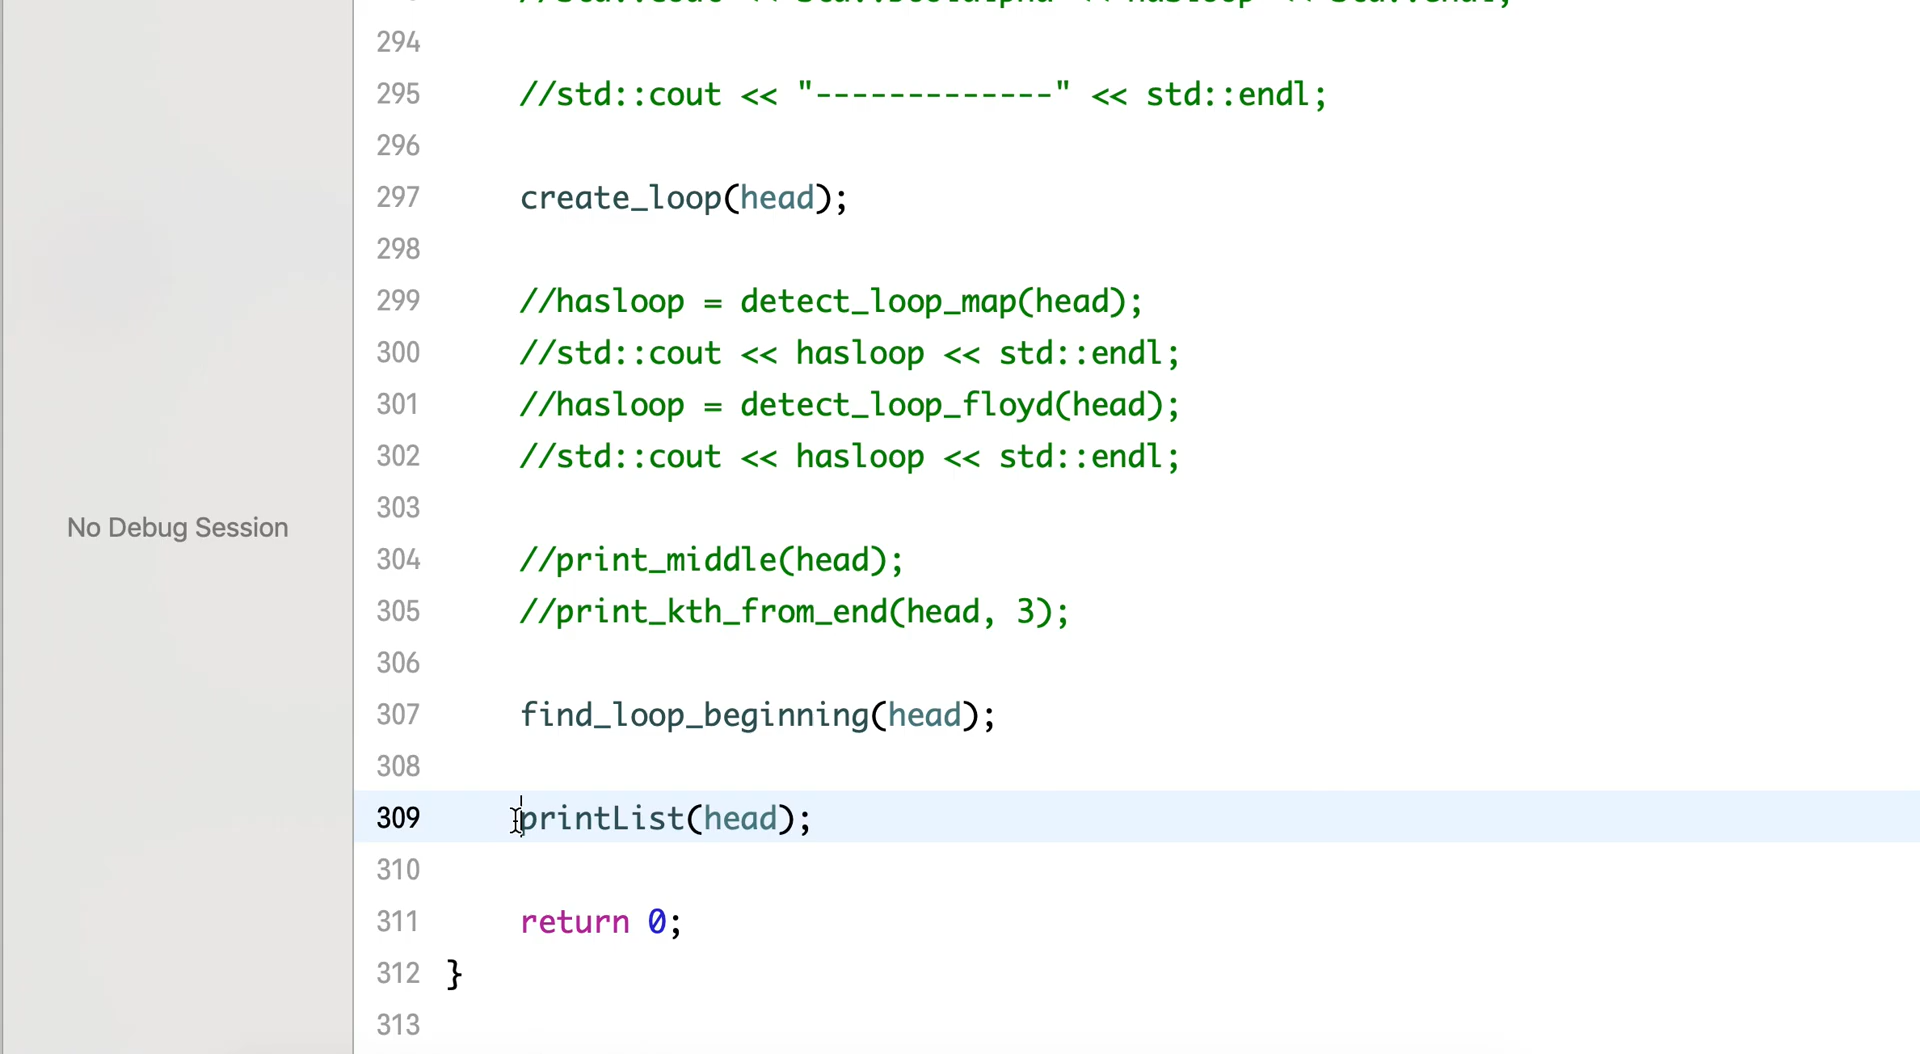 294
295 //std::cout << "-------------" << std::endl;
296
297 create_loop(head);
298
299 //hasloop = detect_loop_map(head);
300 //std::cout << hasloop << std::endl;
301 //hasloop = detect_loop_floyd(head);
302 //std::cout << hasloop << std::endl;
303
No Debug Session
304 //print_middle(head);
305 //print_kth_from_end(head, 3);
306
307 find_loop_beginning(head);
308
309 printList(head);
310
311 return 0;
312 }
313